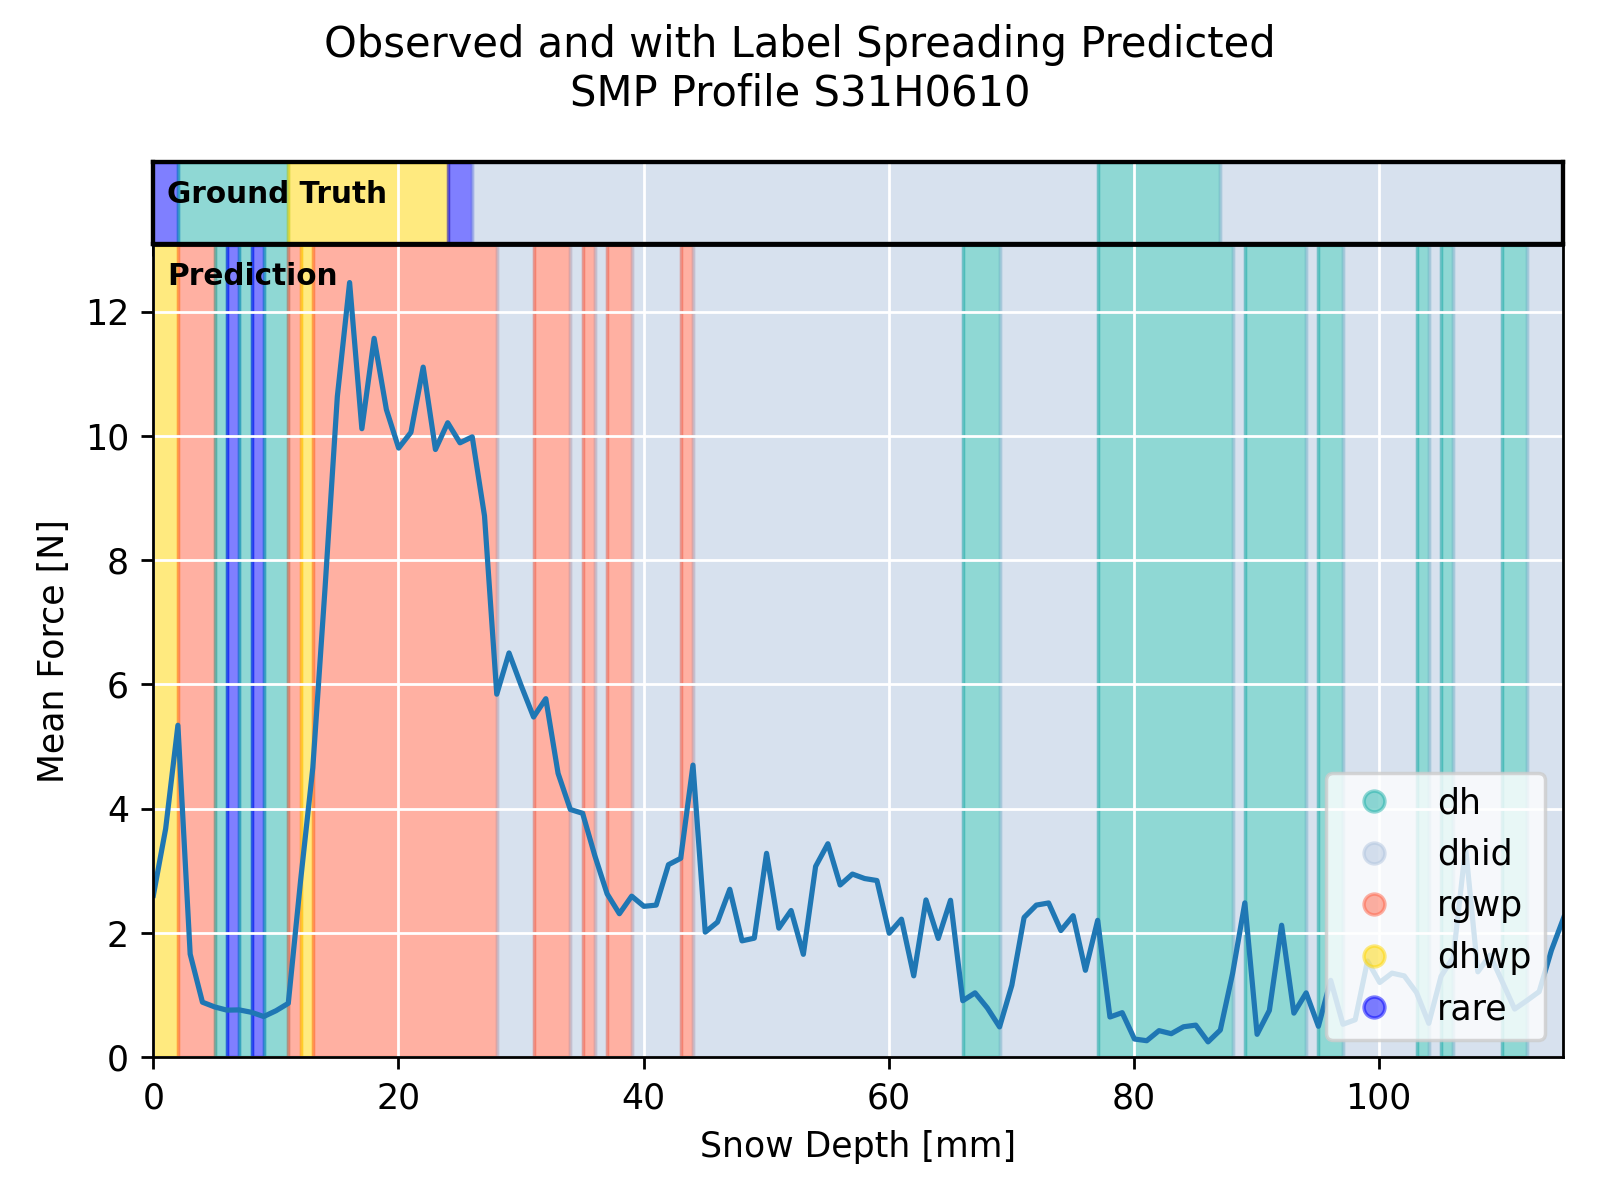 Observed and with Label Spreading Predicted
SMP Profile S31H0610
Ground Truth
Prediction
12
10
8
6
4
2
0
Mean Force [N]
dh
dhid
rgwp
dhwp
rare
0 20 40 60 80 100
Snow Depth [mm]